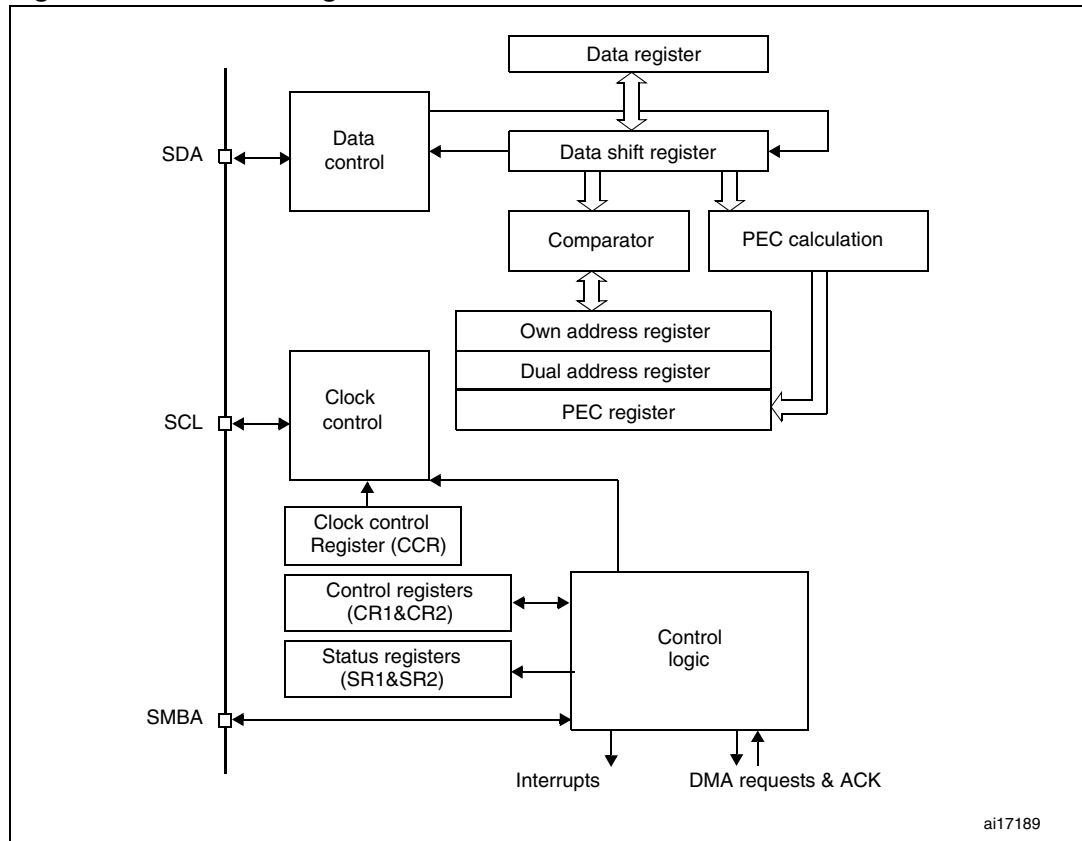 Data register
Data
control
SDA
Data shift register
Comparator
PEC calculation
Own address register
Dual address register
PEC register
Clock
control
SCL
Clock control
Register (CCR)
Control registers
(CR1&CR2)
Control
logic
Status registers
(SR1&SR2)
SMBA
Interrupts
DMA requests & ACK
ai17189